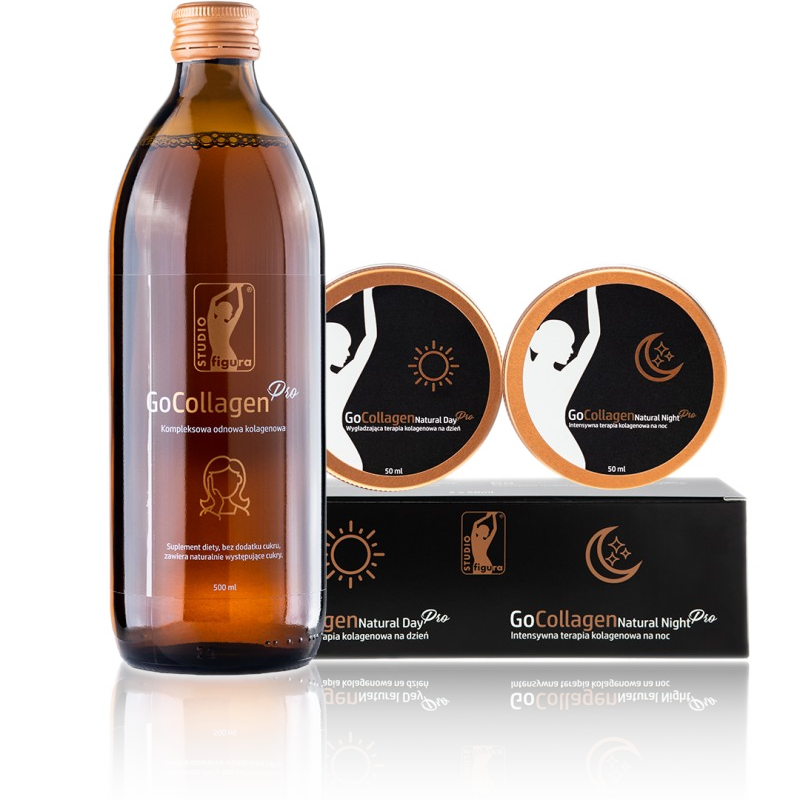 STUDIO
figura
®
GoCollagen Pro
Kompleksowa odnowa kolagenowa
Suplement diety, bez dodatku cukru,
zawiera naturalnie występujące cukry.
500 ml
GoCollagen Natural Day Pro
Wygładzająca terapia kolagenowa na dzień
50 ml
GoCollagen Natural Night Pro
Intensywna terapia kolagenowa na noc
50 ml
STUDIO
figura
®
gen Natural Day Pro
apia kolagenowa na dzień
GoCollagen Natural Night Pro
Intensywna terapia kolagenowa na noc